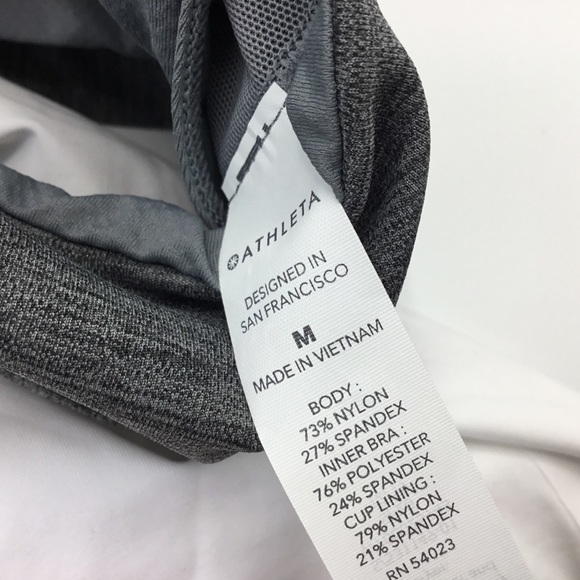 ATHLETA
DESIGNED IN
SAN FRANCISCO
M
MADE IN VIETNAM
BODY :
73% NYLON
27% SPANDEX
INNER BRA :
76% POLYESTER
24% SPANDEX
CUP LINING :
79% NYLON
21% SPANDEX
RN 54023